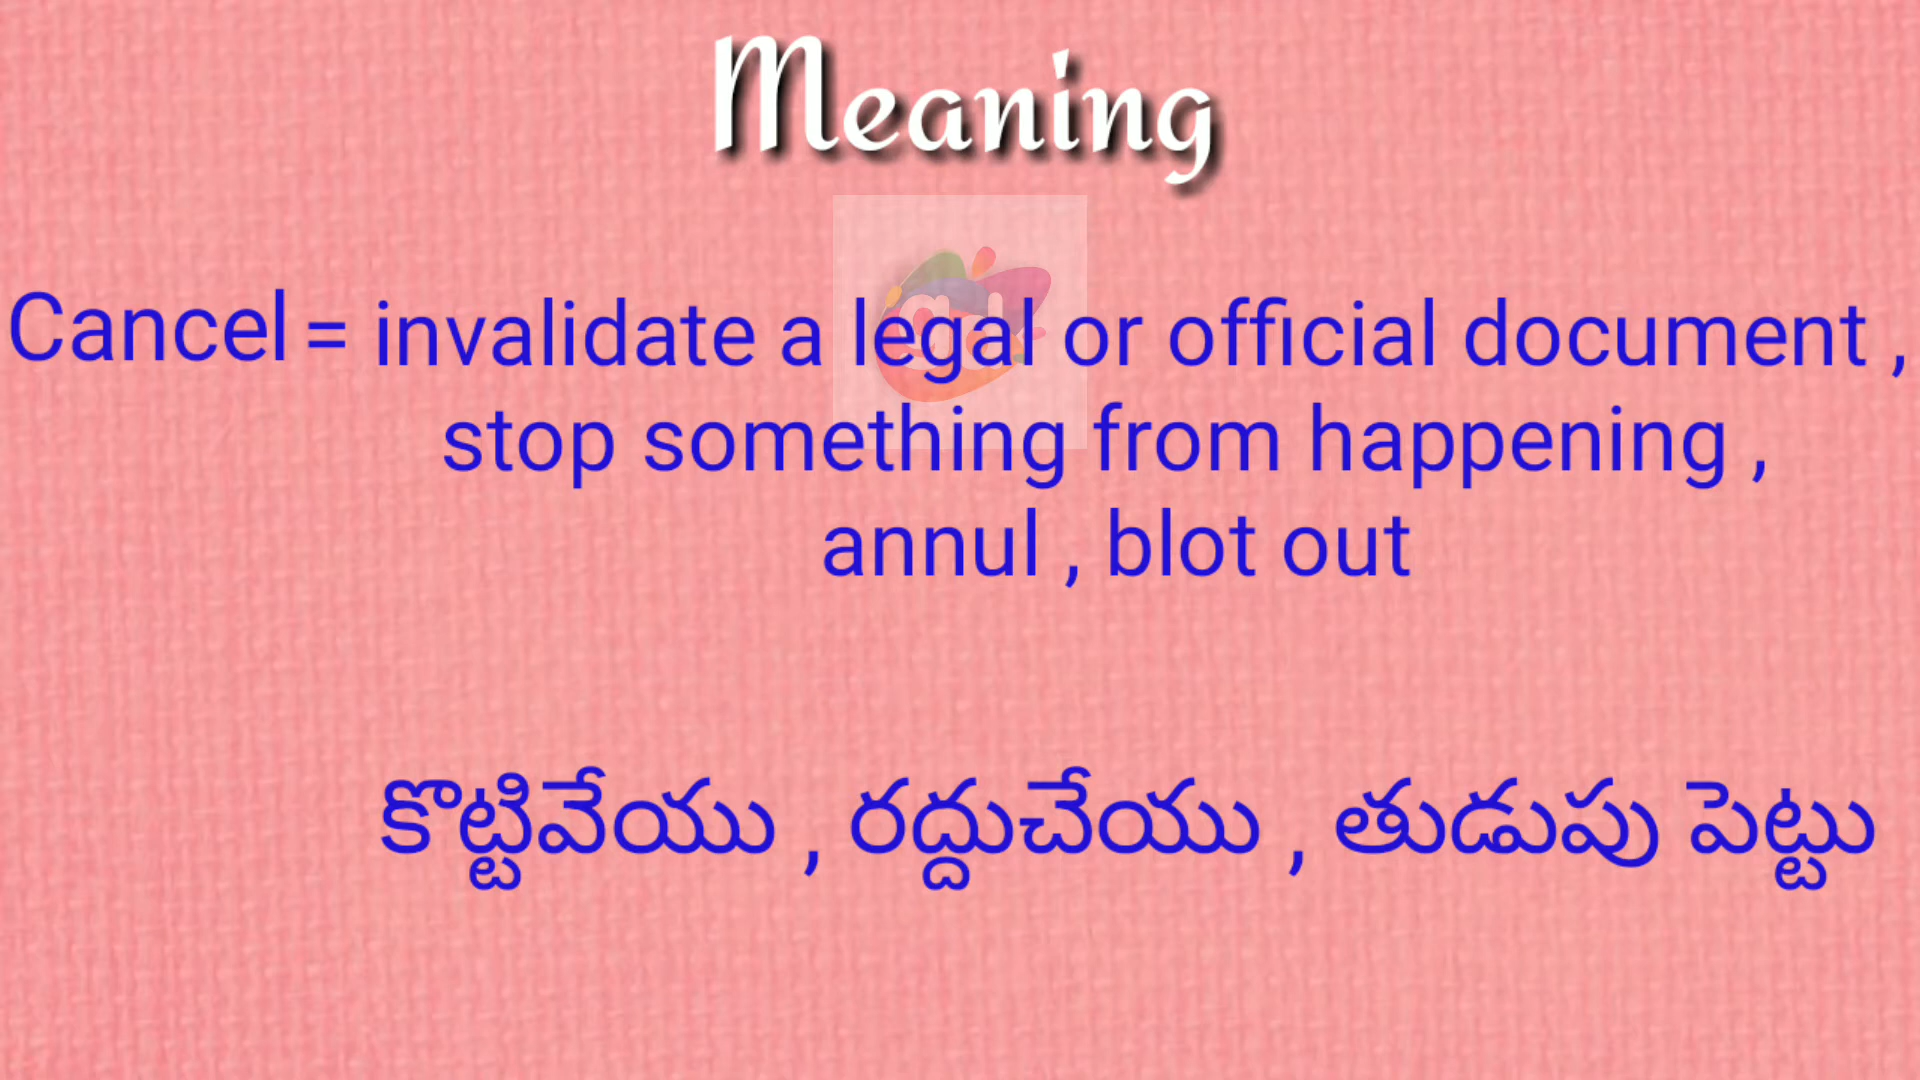 Meaning
Cancel = invalidate a legal or official document ,
stop something from happening ,
annul , blot out
కొట్టివేయు , రద్దుచేయు , తుడుపు పెట్టు